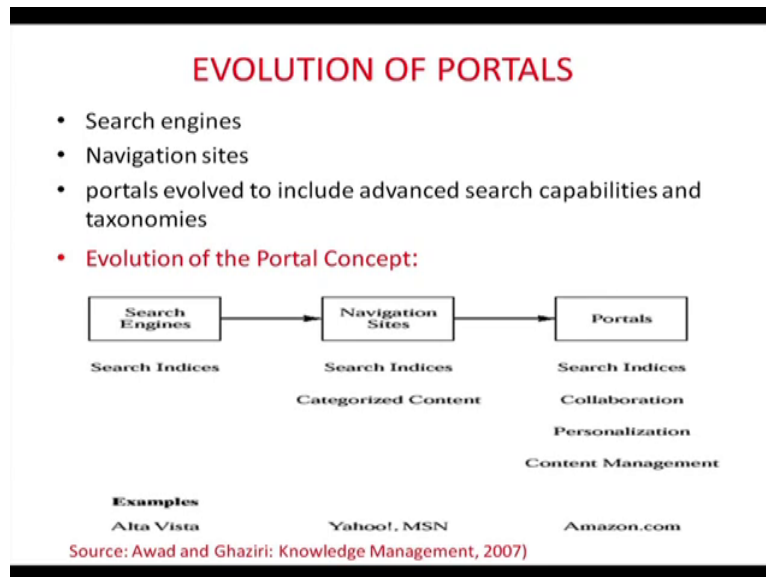 EVOLUTION OF PORTALS
• Search engines
• Navigation sites
• portals evolved to include advanced search capabilities and
taxonomies
• Evolution of the Portal Concept:
Search
Engines
Navigation
Sites
Portals
Search Indices
Search Indices
Search Indices
Categorized Content
Collaboration
Personalization
Content Management
Examples
Alta Vista
Yahoo!, MSN
Amazon.com
Source: Awad and Ghaziri: Knowledge Management, 2007)